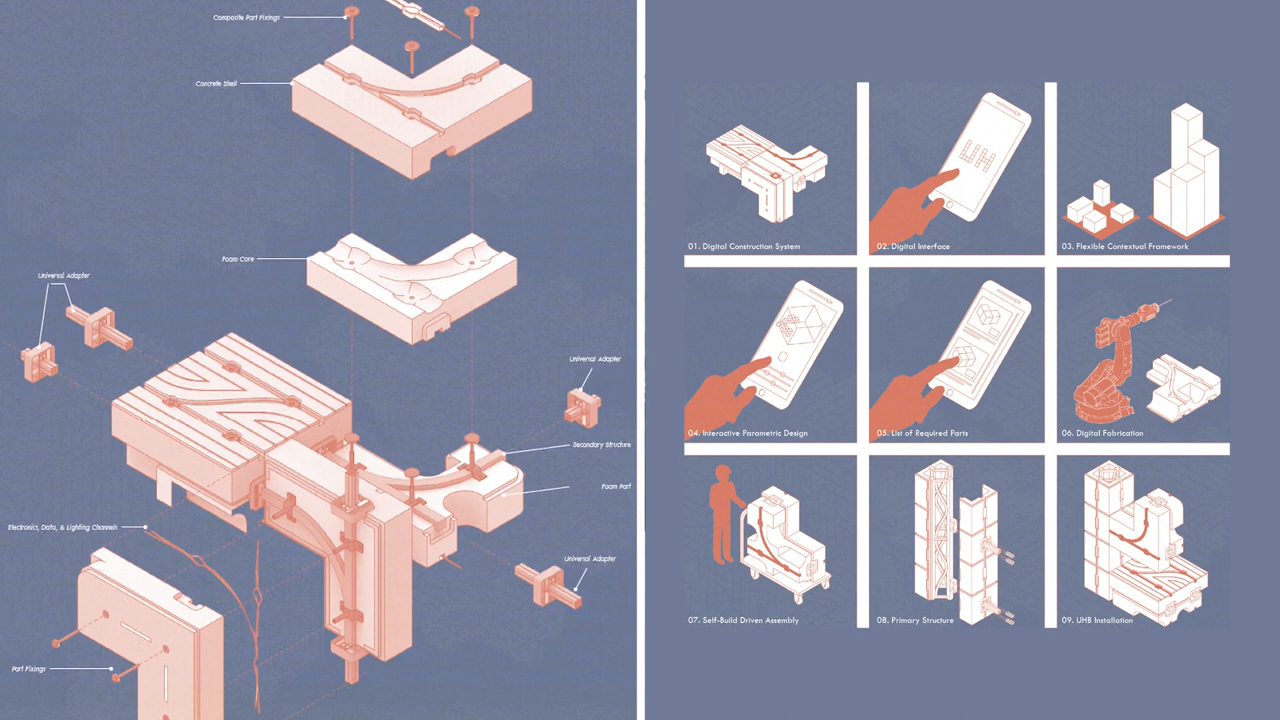 Composite Part Fixings
Concrete Shell
Foam Core
Universal Adapter
Universal Adapter
Secondary Structure
Foam Part
Electronics, Data, & Lighting Channels
Universal Adapter
Part Fixings
01. Digital Construction System
UH
02. Digital Interface
03. Flexible Contextual Framework
04. Interactive Parametric Design
05. List of Required Parts
06. Digital Fabrication
07. Self-Build Driven Assembly
08. Primary Structure
09. UHB Installation